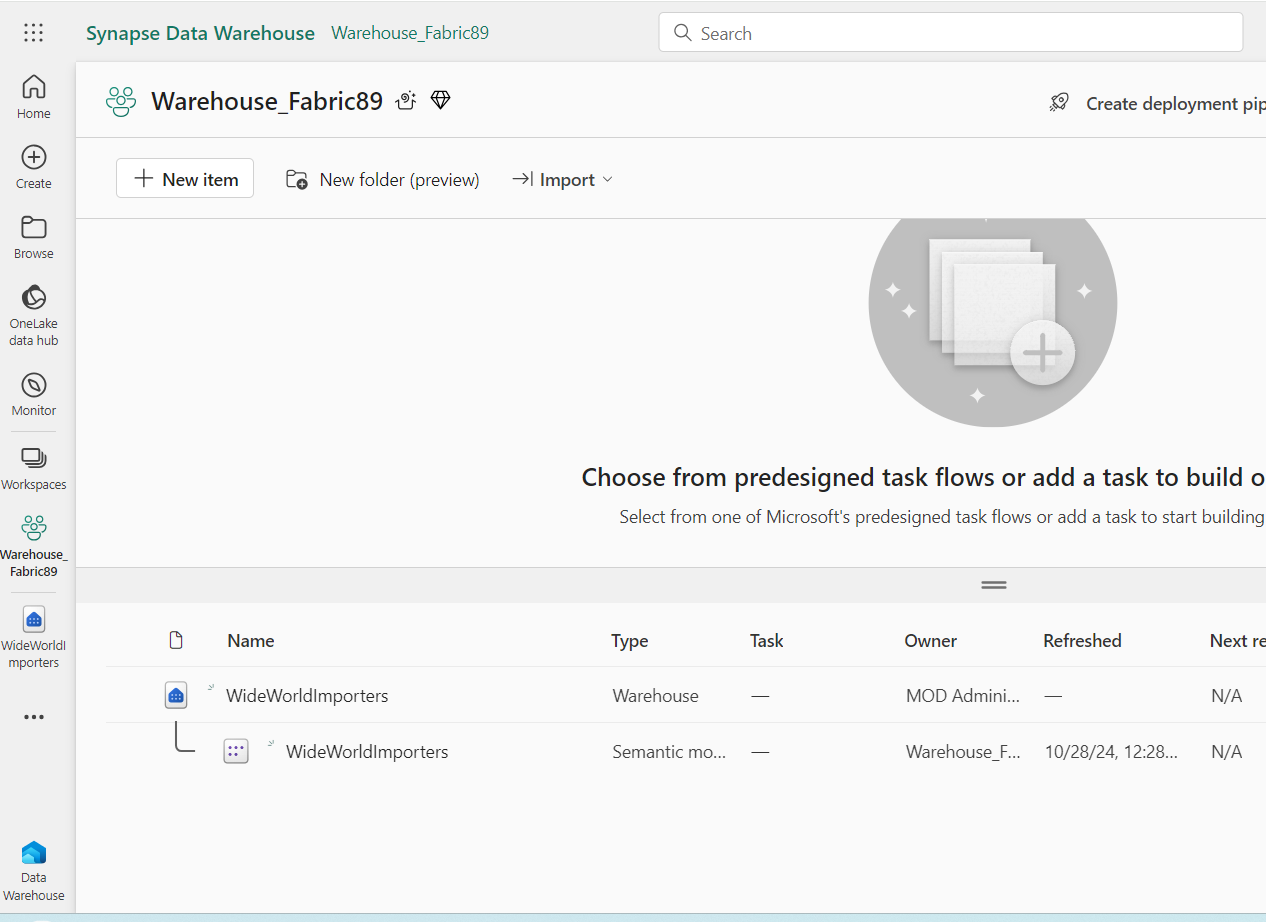 Synapse Data Warehouse Warehouse_Fabric89
Search
Home
Create
Browse
OneLake
data hub
Monitor
Workspaces
Warehouse_
Fabric89
WideWorldI
mporters
Data
Warehouse
Warehouse_Fabric89
Create deployment pip
New item New folder (preview) Import
Choose from predesigned task flows or add a task to build o
Select from one of Microsoft's predesigned task flows or add a task to start building
Name Type Task Owner Refreshed Next re
WideWorldImporters Warehouse — MOD Admini... — N/A
WideWorldImporters Semantic mo... — Warehouse_F... 10/28/24, 12:28... N/A